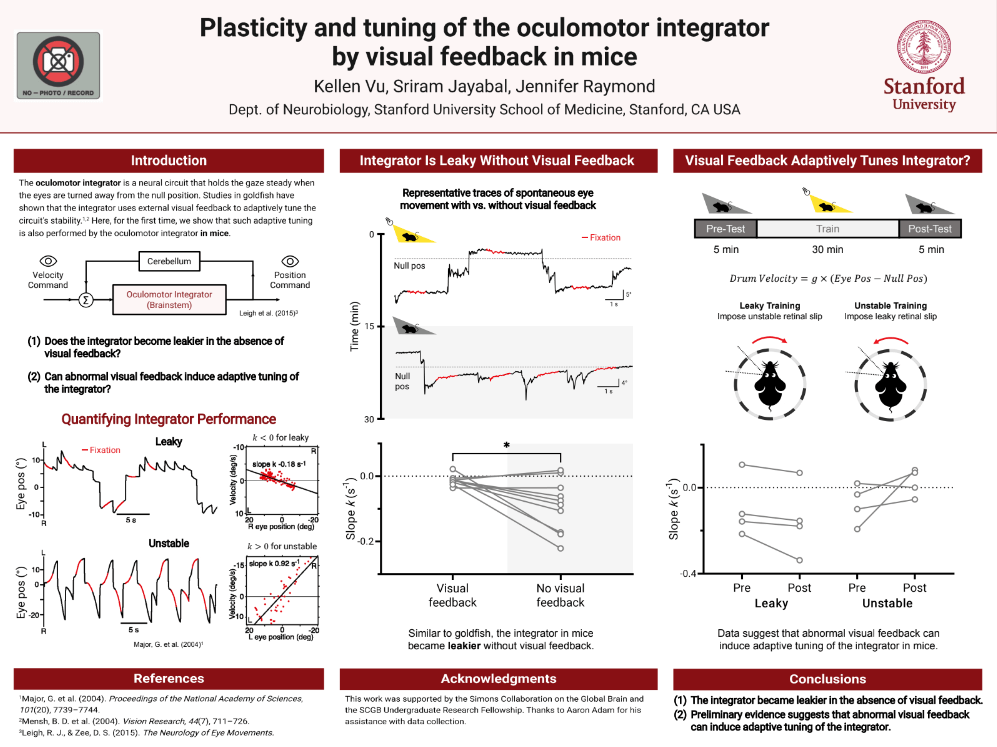 NO – PHOTO / RECORD
Plasticity and tuning of the oculomotor integrator
by visual feedback in mice
Kellen Vu, Sriram Jayabal, Jennifer Raymond
Dept. of Neurobiology, Stanford University School of Medicine, Stanford, CA USA
Stanford
University
Introduction
The oculomotor integrator is a neural circuit that holds the gaze steady when
the eyes are turned away from the null position. Studies in goldfish have
shown that the integrator uses external visual feedback to adaptively tune the
circuit's stability.1,2 Here, for the first time, we show that such adaptive tuning
is also performed by the oculomotor integrator in mice.
Velocity
Command
Cerebellum
Σ
Oculomotor Integrator
(Brainstem)
Position
Command
Leigh et al. (2015)3
(1) Does the integrator become leakier in the absence of
visual feedback?
(2) Can abnormal visual feedback induce adaptive tuning of
the integrator?
Quantifying Integrator Performance
Leaky
Fixation
Eye pos (°)
L
10
0
-10
R
5 s
k < 0 for leaky
slope k -0.18 s-1
Velocity (deg/s)
-10
0
10
R
L
20 0 -20
R eye position (deg)
Unstable
Eye pos (°)
L
10
0
-20
R
5 s
k > 0 for unstable
slope k 0.92 s-1
Velocity (deg/s)
-15
0
10
R
L
20 0 -20
L eye position (deg)
Major, G. et al. (2004)1
Integrator Is Leaky Without Visual Feedback
Representative traces of spontaneous eye
movement with vs. without visual feedback
Time (min)
0
15
30
Fixation
Null pos
5°
1 s
Null
pos
4°
1 s
*
Slope k (s-1)
0.0
-0.2
Visual
feedback
No visual
feedback
Similar to goldfish, the integrator in mice
became leakier without visual feedback.
Visual Feedback Adaptively Tunes Integrator?
Pre-Test Train Post-Test
5 min 30 min 5 min
Drum Velocity = g × (Eye Pos − Null Pos)
Leaky Training
Impose unstable retinal slip
Unstable Training
Impose leaky retinal slip
Slope k (s-1)
0.0
-0.4
Pre Post Pre Post
Leaky Unstable
Data suggest that abnormal visual feedback can
induce adaptive tuning of the integrator in mice.
References
1Major, G. et al. (2004). Proceedings of the National Academy of Sciences,
101(20), 7739–7744.
2Mensh, B. D. et al. (2004). Vision Research, 44(7), 711–726.
3Leigh, R. J., & Zee, D. S. (2015). The Neurology of Eye Movements.
Acknowledgments
This work was supported by the Simons Collaboration on the Global Brain and
the SCGB Undergraduate Research Fellowship. Thanks to Aaron Adam for his
assistance with data collection.
Conclusions
(1) The integrator became leakier in the absence of visual feedback.
(2) Preliminary evidence suggests that abnormal visual feedback
can induce adaptive tuning of the integrator.